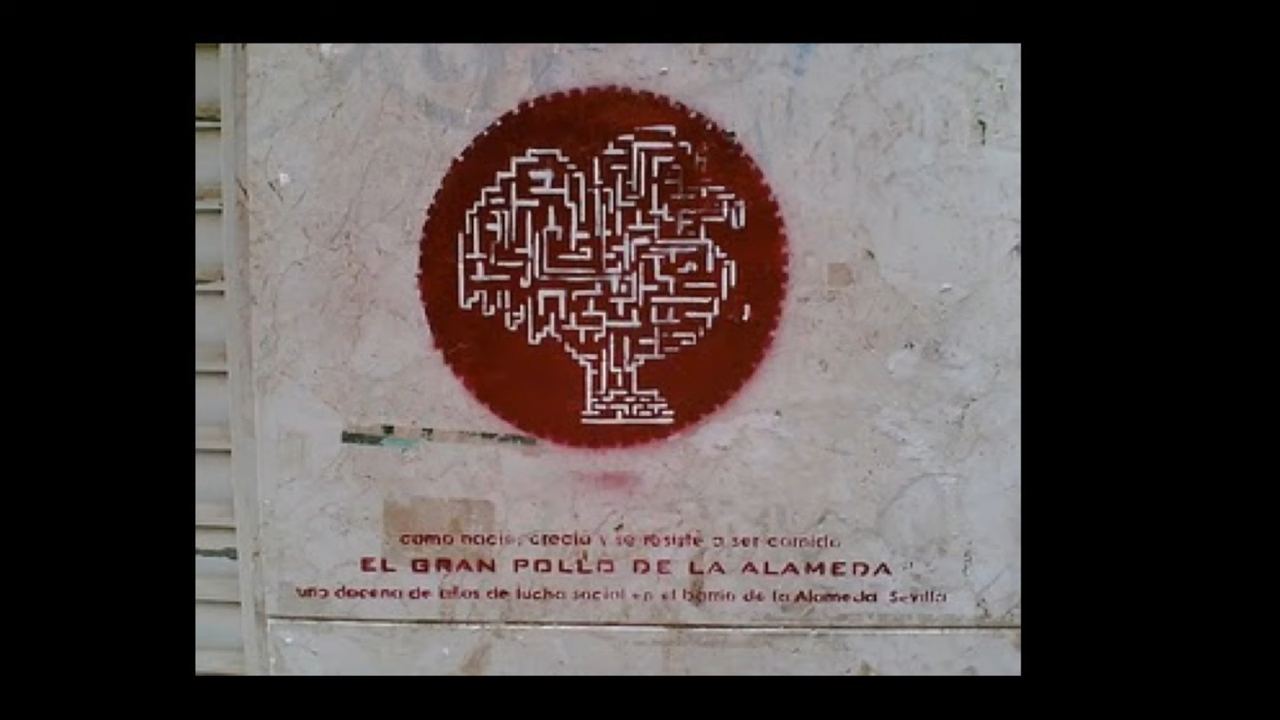 como nació, creció y se resiste a ser comido
EL GRAN POLLO DE LA ALAMEDA
una docena de años de lucha social en el barrio de la Alameda Sevilla